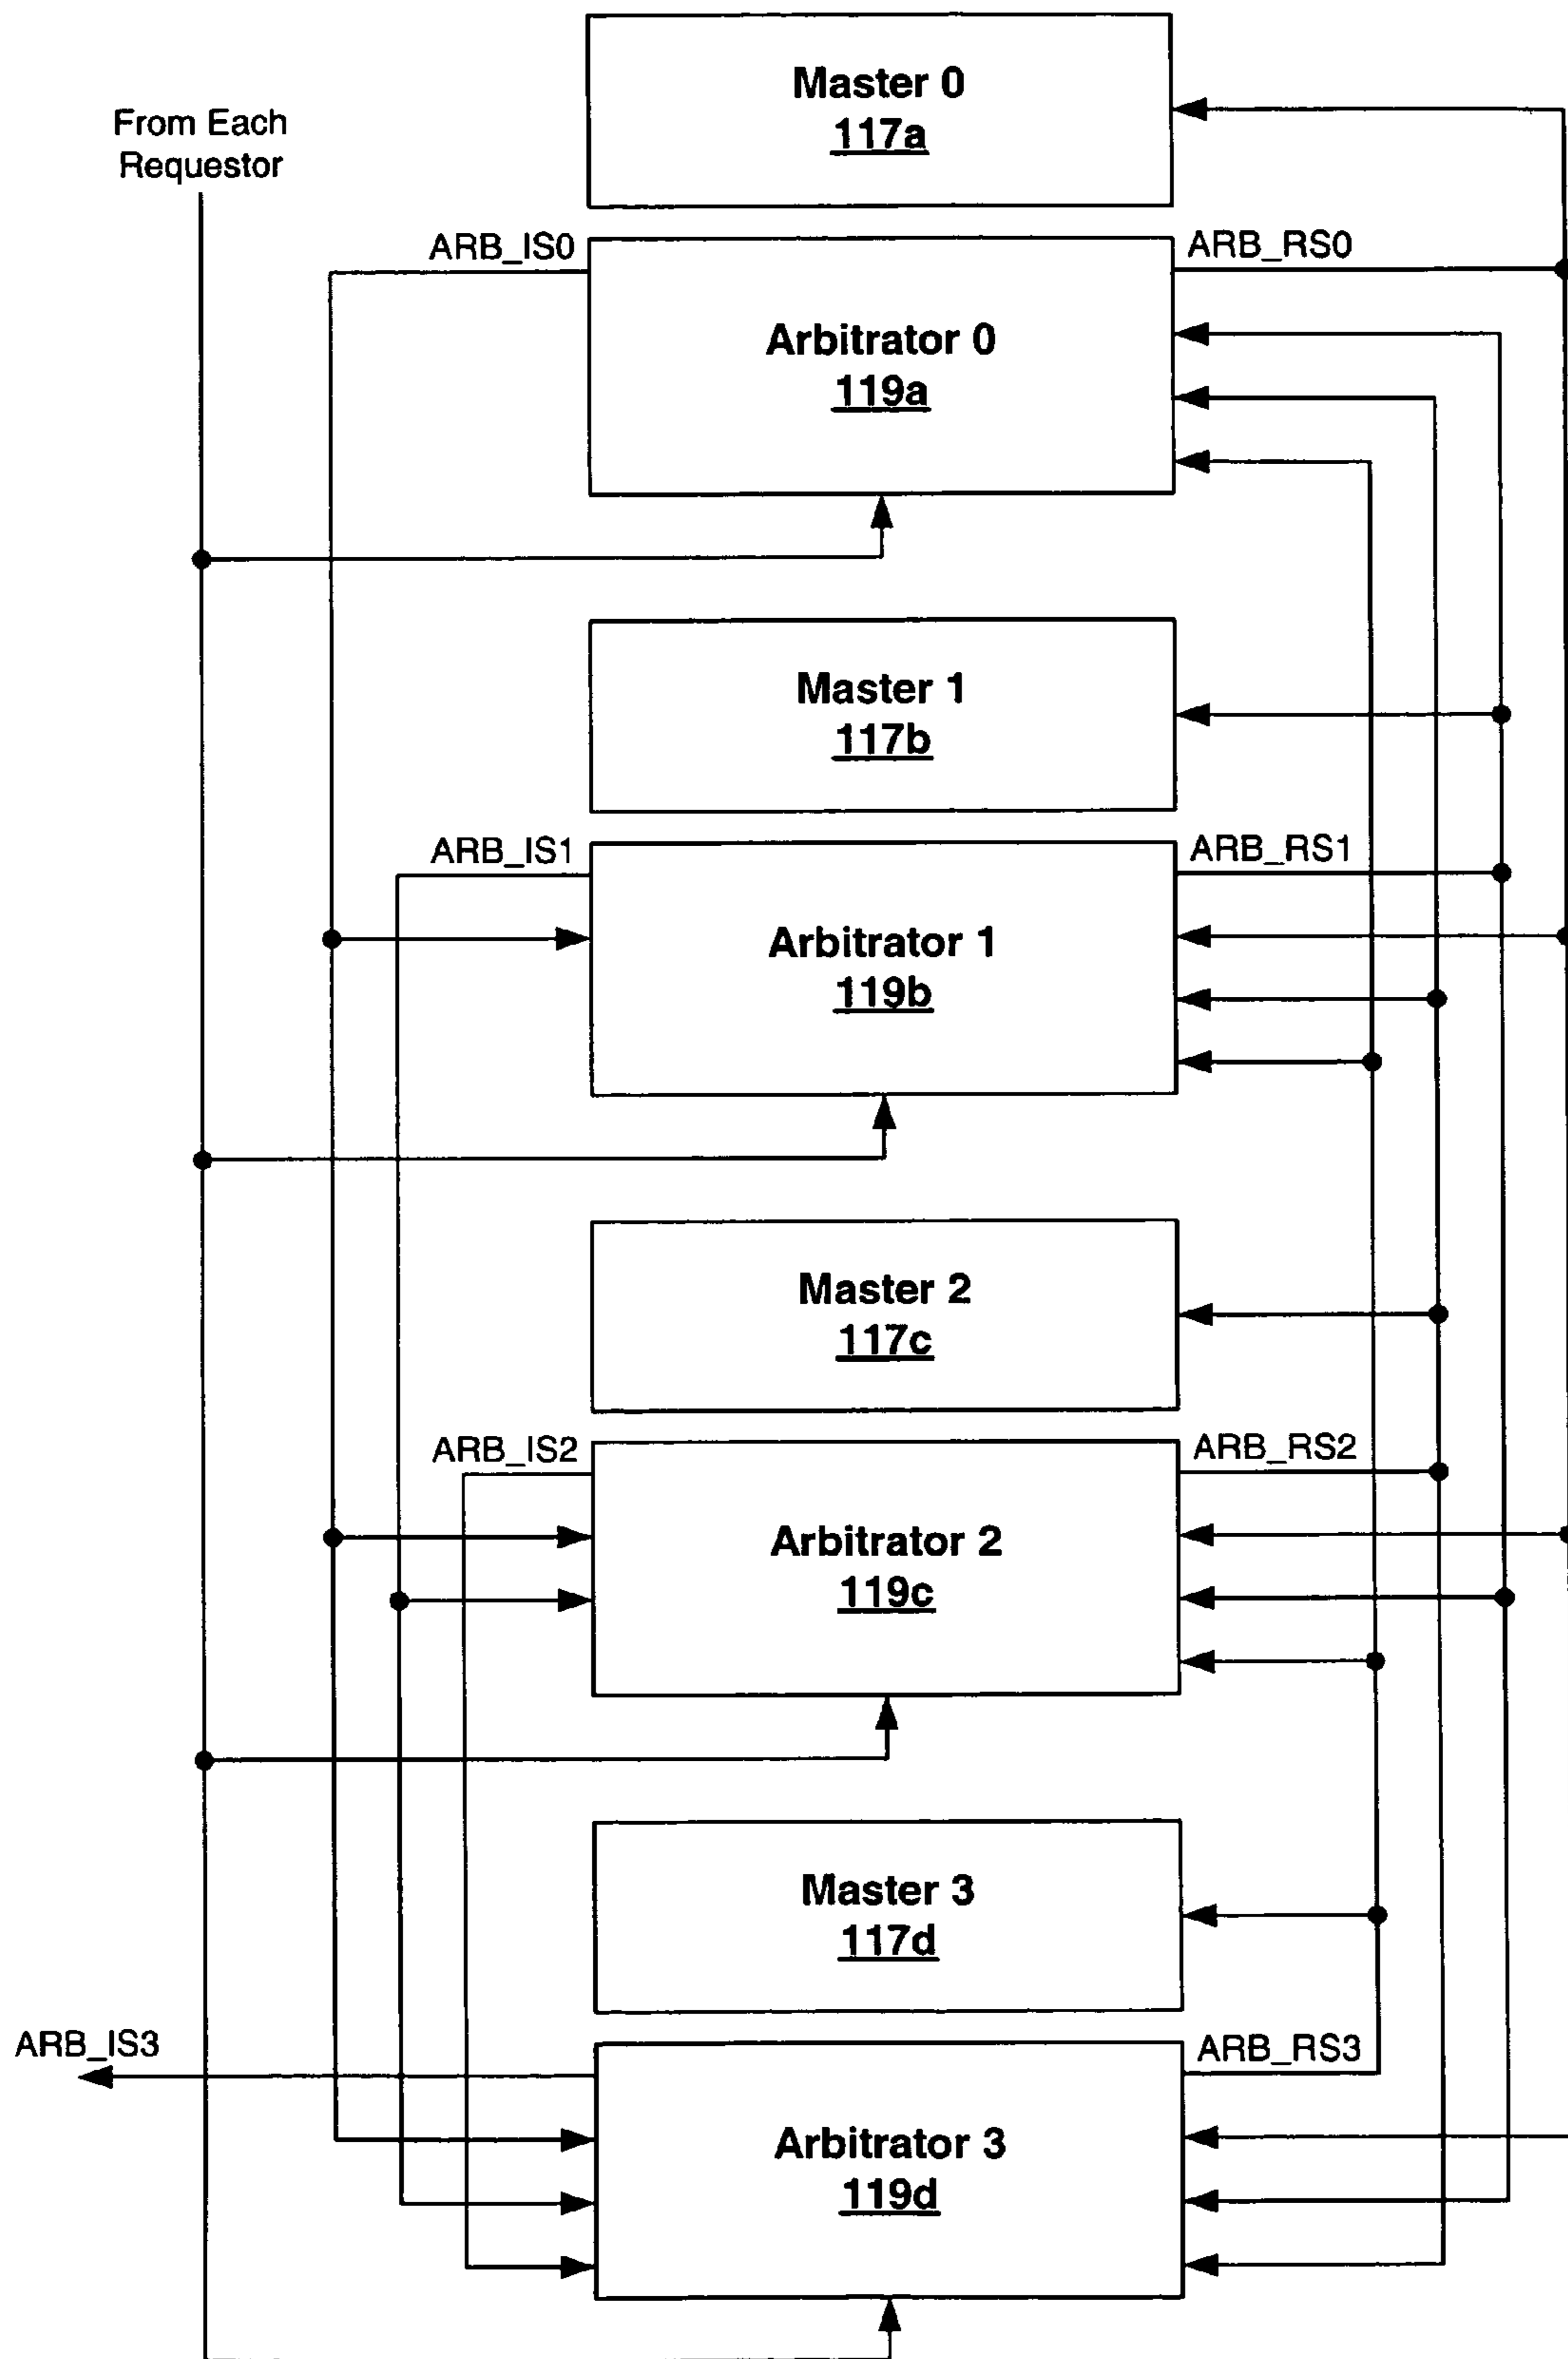 Master 0
117a
From Each
Requestor
ARB_IS0
ARB_RS0
Arbitrator 0
119a
Master 1
117b
ARB_IS1
ARB_RS1
Arbitrator 1
119b
Master 2
117c
ARB_IS2
ARB_RS2
Arbitrator 2
119c
Master 3
117d
ARB_IS3
ARB_RS3
Arbitrator 3
119d